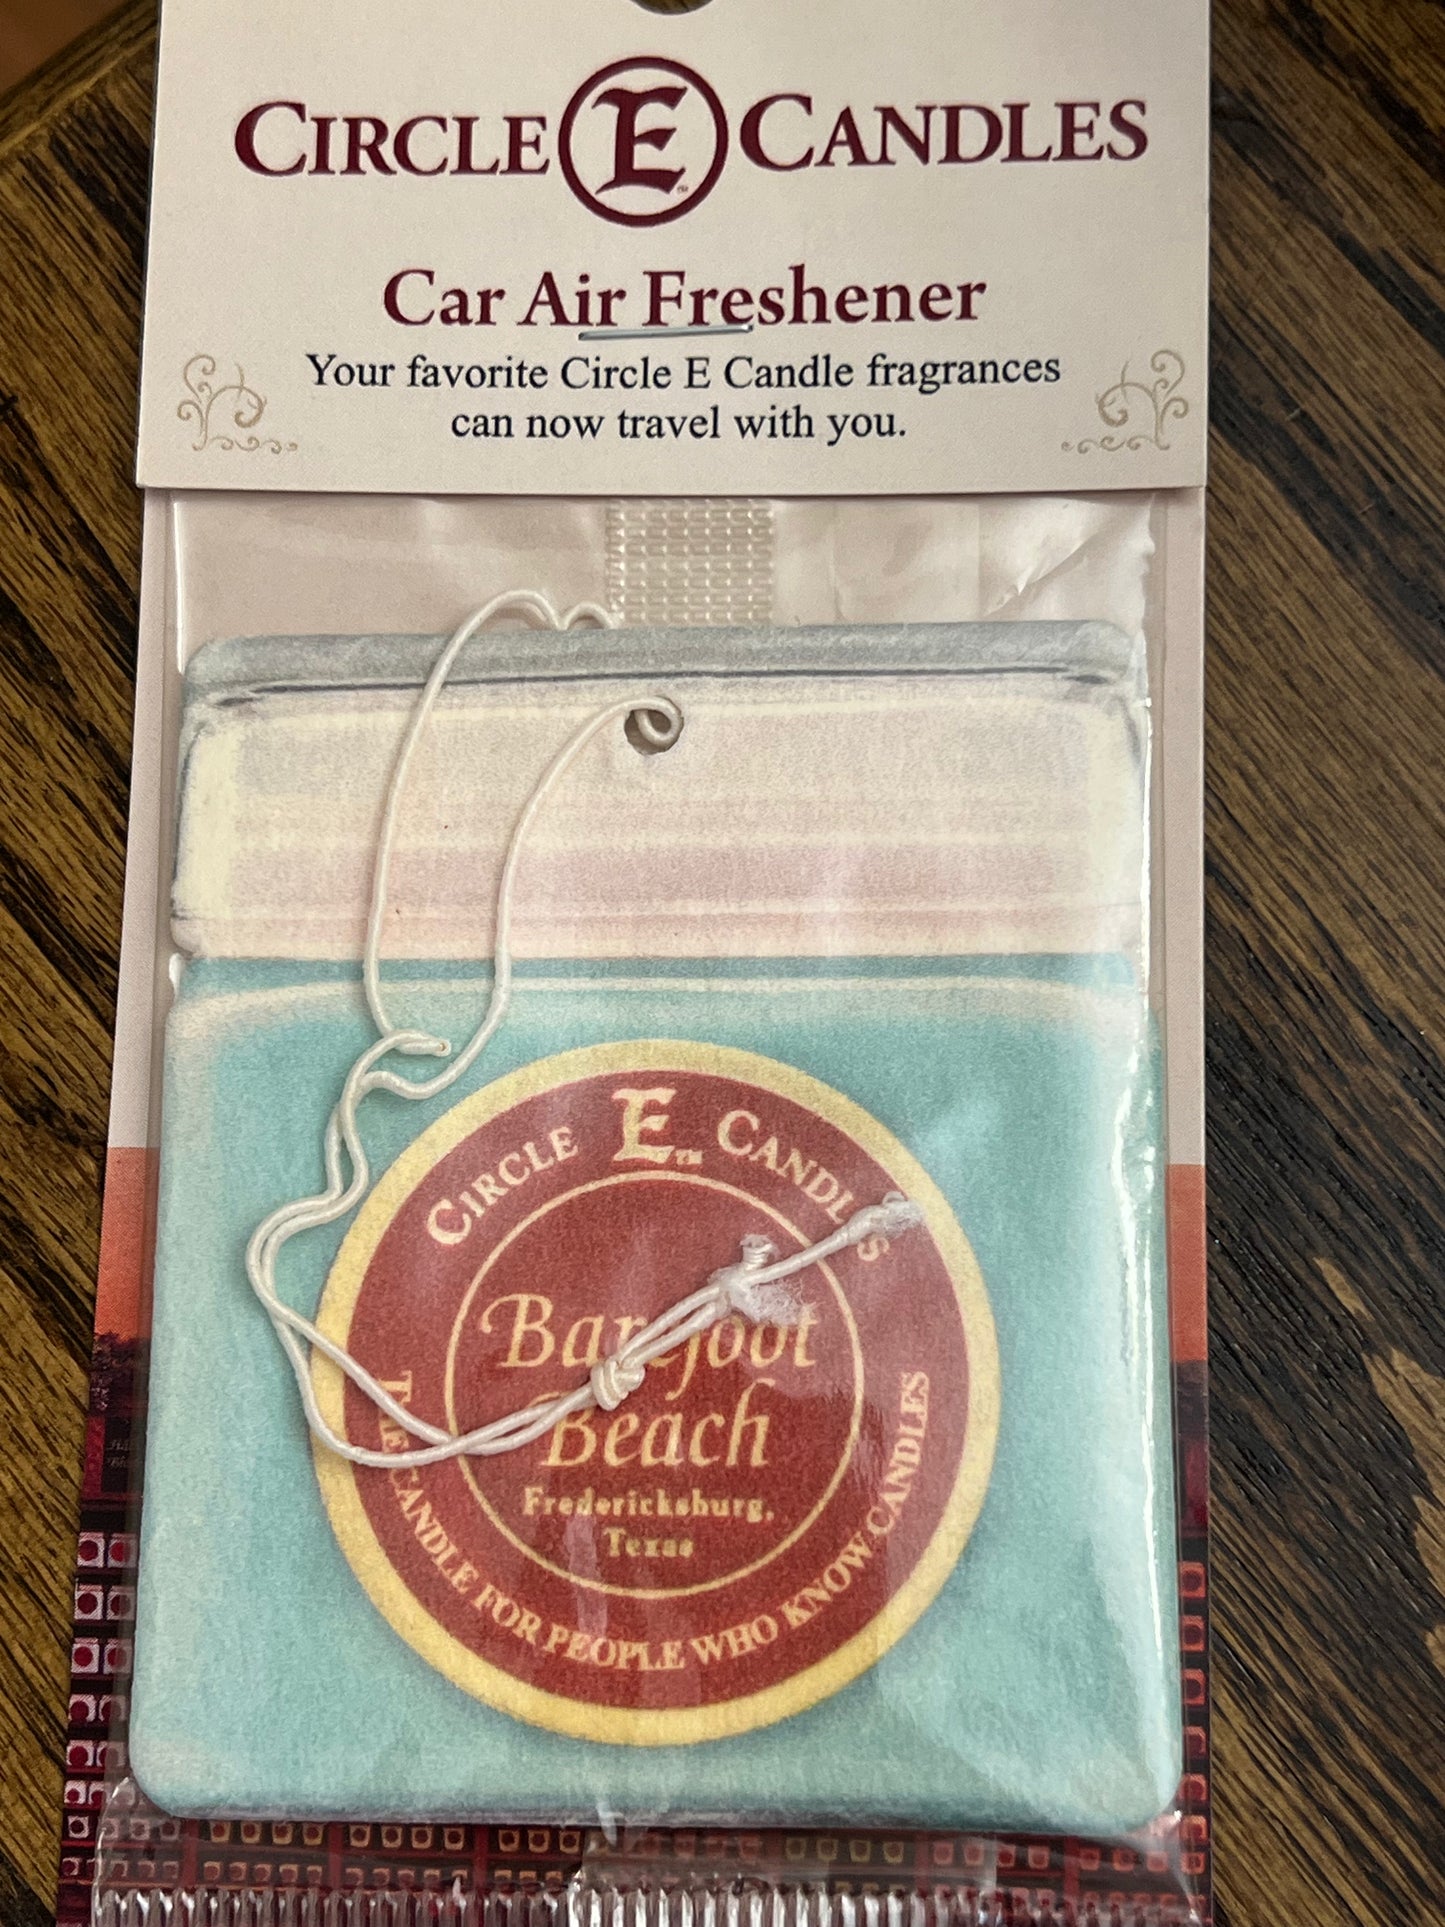 CIRCLE E CANDLES
Car Air Freshener
Your favorite Circle E Candle fragrances
can now travel with you.
CIRCLE E CANDLES
Barefoot
Beach
Fredericksburg,
Texas
THE CANDLE FOR PEOPLE WHO KNOW CANDLES